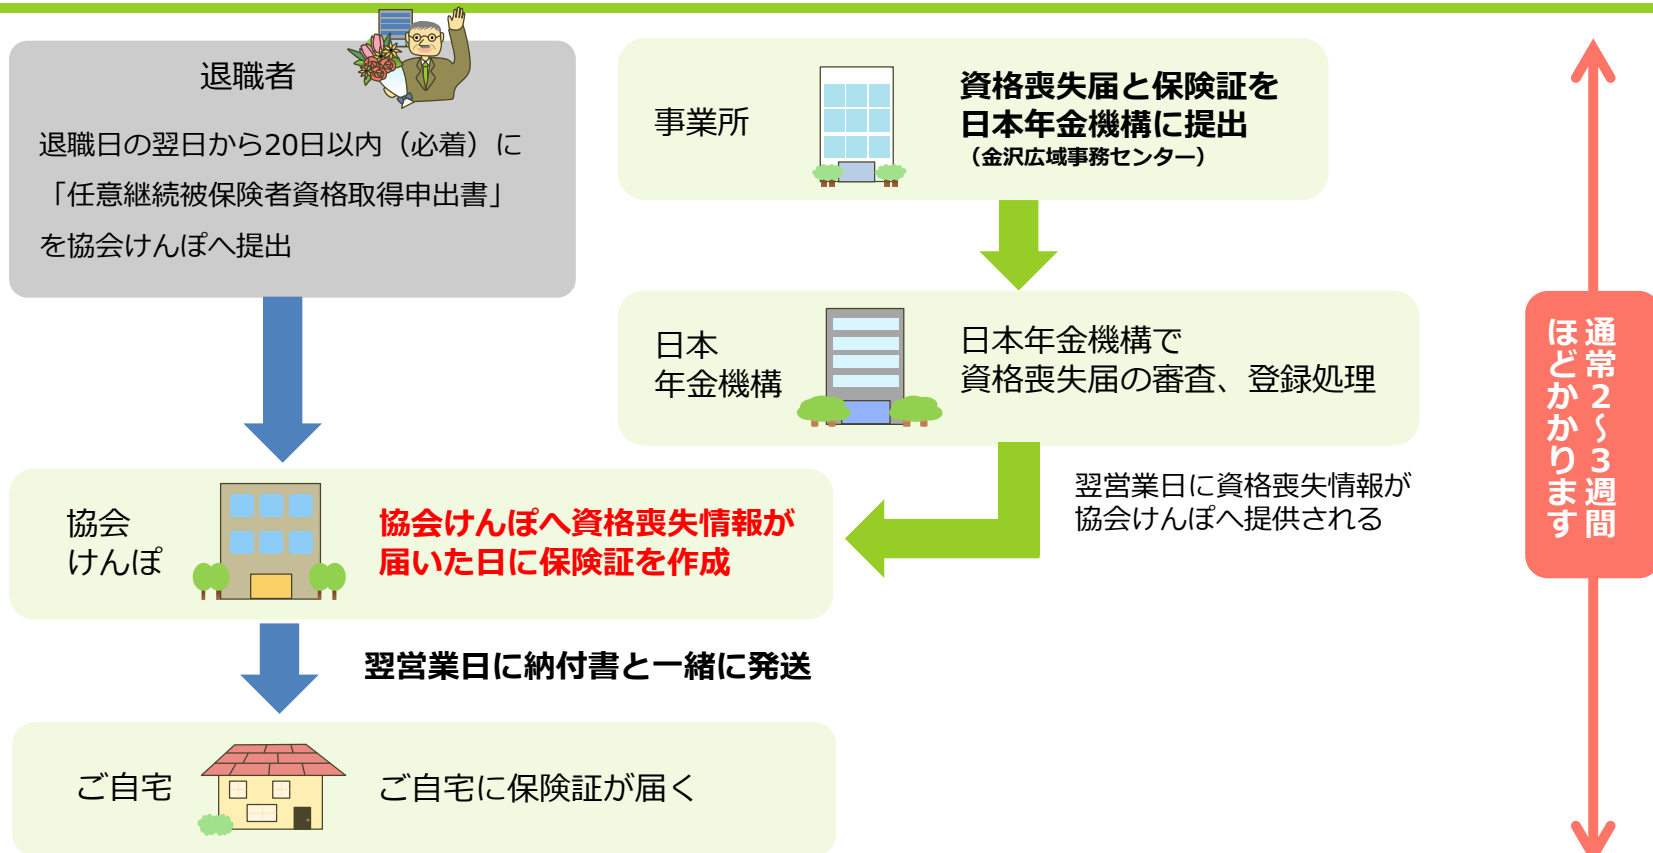 退職者
退職日の翌日から20日以内（必着）に
「任意継続被保険者資格取得申出書」
を協会けんぽへ提出
事業所
資格喪失届と保険証を
日本年金機構に提出
（金沢広域事務センター）
日本
年金機構
日本年金機構で
資格喪失届の審査、登録処理
翌営業日に資格喪失情報が
協会けんぽへ提供される
協会
けんぽ
協会けんぽへ資格喪失情報が
届いた日に保険証を作成
翌営業日に納付書と一緒に発送
ご自宅
ご自宅に保険証が届く
通常２～３週間
ほどかかります